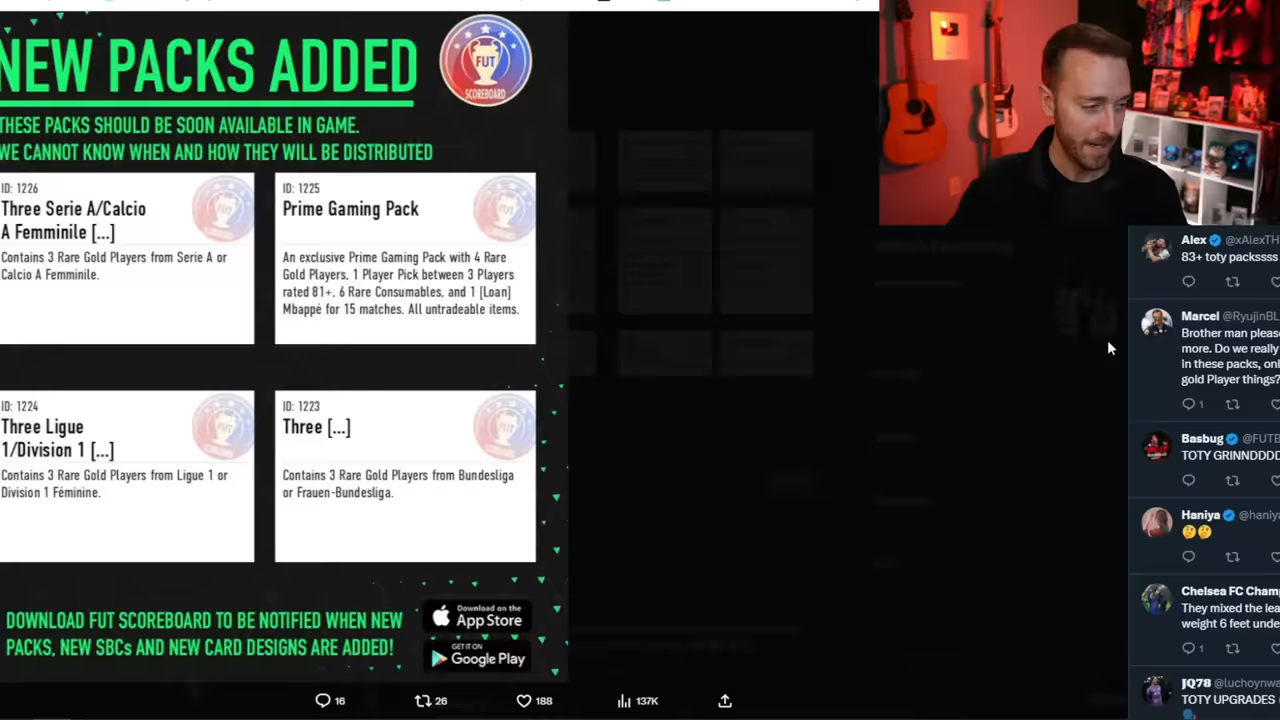 NEW PACKS ADDED
FUT
SCOREBOARD
THESE PACKS SHOULD BE SOON AVAILABLE IN GAME.
WE CANNOT KNOW WHEN AND HOW THEY WILL BE DISTRIBUTED
ID: 1226
Three Serie A/Calcio
A Femminile [...]
Contains 3 Rare Gold Players from Serie A or
Calcio A Femminile.
ID: 1225
Prime Gaming Pack
An exclusive Prime Gaming Pack with 4 Rare
Gold Players, 1 Player Pick between 3 Players
rated 81+, 6 Rare Consumables, and 1 [Loan]
Mbappé for 15 matches. All untradeable items.
ID: 1224
Three Ligue
1/Division 1 [...]
Contains 3 Rare Gold Players from Ligue 1 or
Division 1 Féminine.
ID: 1223
Three [...]
Contains 3 Rare Gold Players from Bundesliga
or Frauen-Bundesliga.
DOWNLOAD FUT SCOREBOARD TO BE NOTIFIED WHEN NEW
PACKS, NEW SBCs AND NEW CARD DESIGNS ARE ADDED!
Download on the
App Store
GET IT ON
Google Play
16
26
188
137K
Alex @xAlexTH
83+ toty packssss
Marcel @RyujinBL
Brother man pleas
more. Do we really
in these packs, onl
gold Player things?
1
Basbug @FUTB
TOTY GRINNDDDD
Haniya @haniya
🤔🤔
Chelsea FC Champ
They mixed the lea
weight 6 feet unde
1
JQ78 @luchoynwa
TOTY UPGRADES